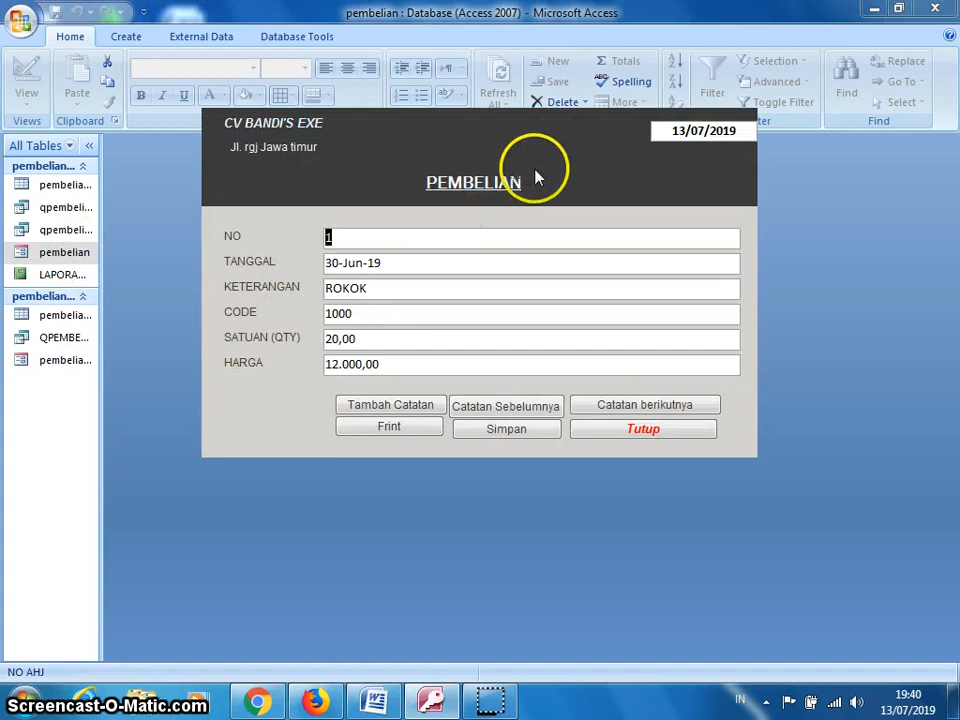 pembelian : Database (Access 2007) - Microsoft Access
Home Create External Data Database Tools
View Paste Refresh All New Save Delete Totals Spelling More Filter Selection Advanced Toggle Filter Find Replace Go To Select
Views Clipboard Find
All Tables
pembelian...
pembelia...
qpembeli...
qpembeli...
pembelian
LAPORA...
pembelian...
pembelia...
QPEMBE...
pembelia...
CV BANDI'S EXE
13/07/2019
Jl. rgj Jawa timur
PEMBELIAN
NO 1
TANGGAL 30-Jun-19
KETERANGAN ROKOK
CODE 1000
SATUAN (QTY) 20,00
HARGA 12.000,00
Tambah Catatan Catatan Sebelumnya Catatan berikutnya
Frint Simpan Tutup
NO AHJ
Screencast-O-Matic.com
IN 19:40
13/07/2019